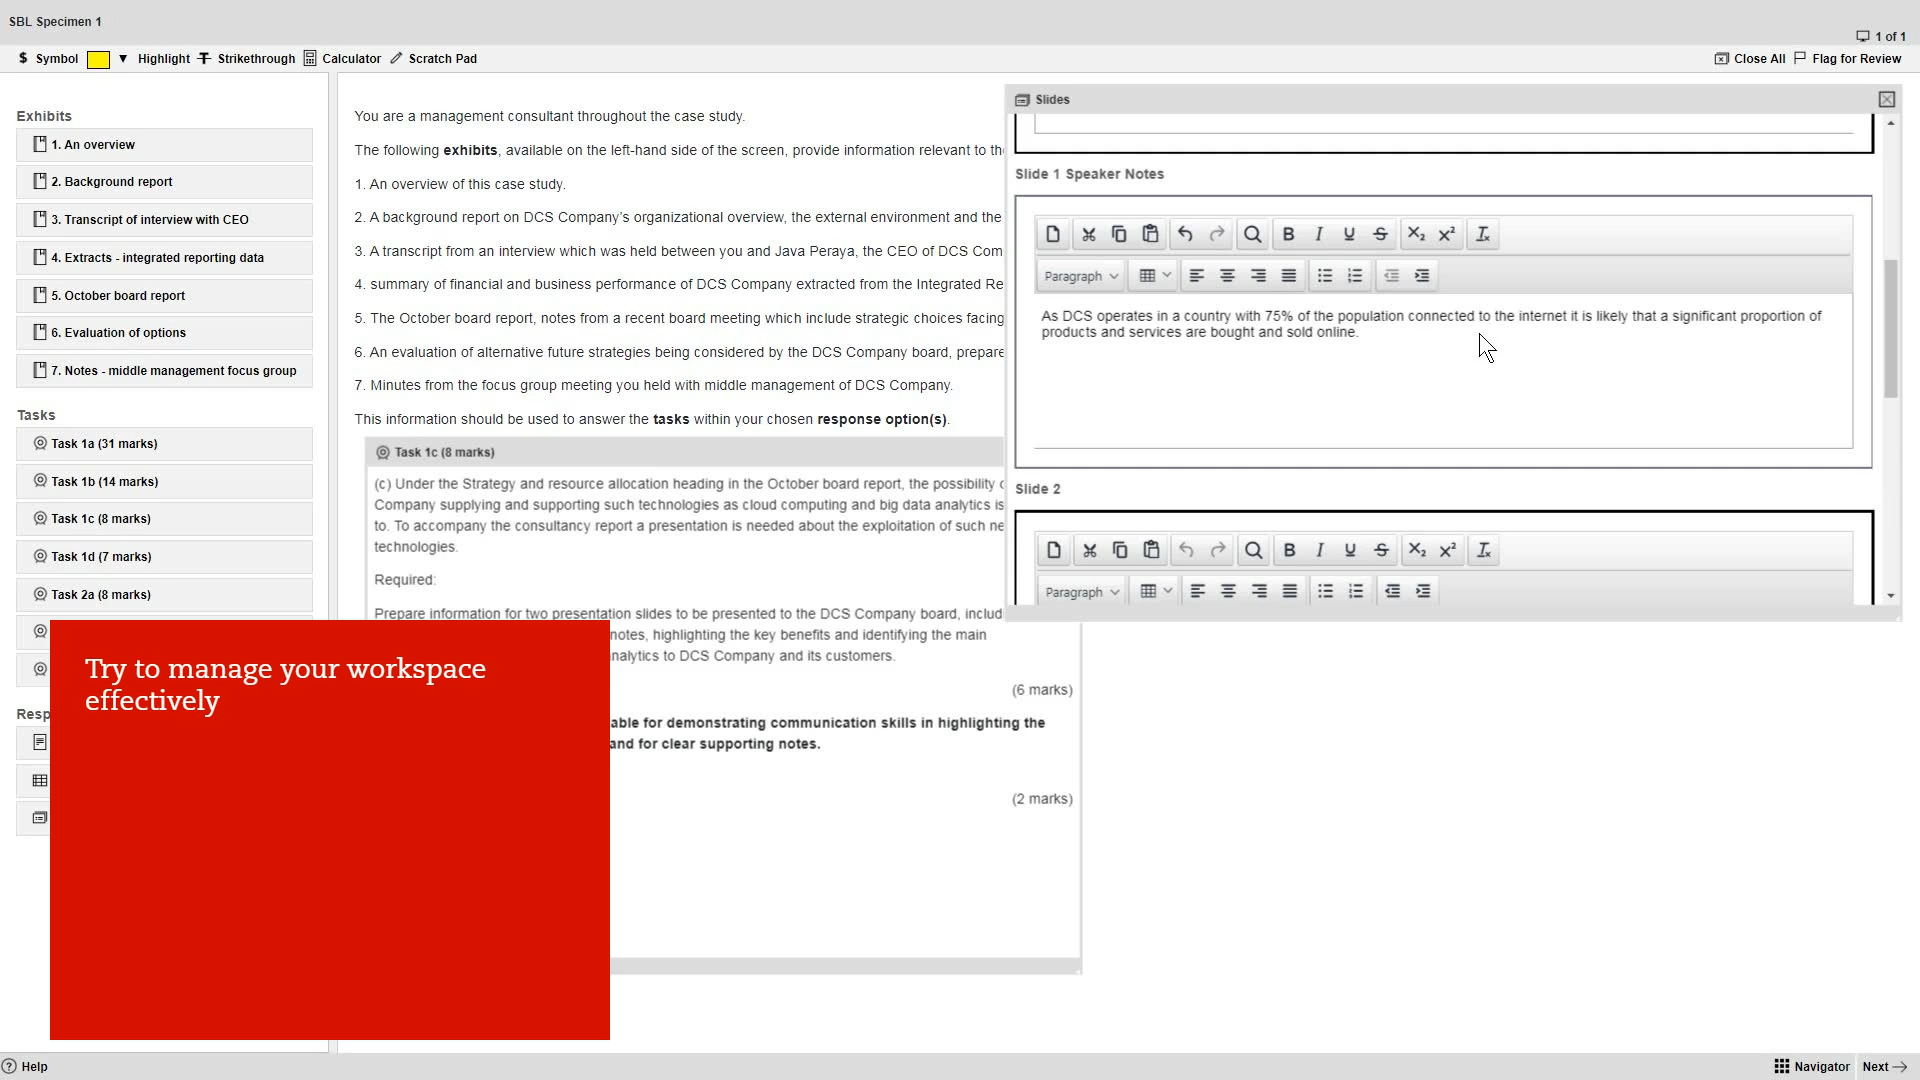 SBL Specimen 1
1 of 1
$ Symbol Highlight Strikethrough Calculator Scratch Pad Close All Flag for Review
Exhibits
1. An overview
2. Background report
3. Transcript of interview with CEO
4. Extracts - integrated reporting data
5. October board report
6. Evaluation of options
7. Notes - middle management focus group
Tasks
Task 1a (31 marks)
Task 1b (14 marks)
Task 1c (8 marks)
Task 1d (7 marks)
Task 2a (8 marks)
Resp
You are a management consultant throughout the case study.
The following exhibits, available on the left-hand side of the screen, provide information relevant to th
1. An overview of this case study.
2. A background report on DCS Company's organizational overview, the external environment and the
3. A transcript from an interview which was held between you and Java Peraya, the CEO of DCS Com
4. summary of financial and business performance of DCS Company extracted from the Integrated Re
5. The October board report, notes from a recent board meeting which include strategic choices facing
6. An evaluation of alternative future strategies being considered by the DCS Company board, prepare
7. Minutes from the focus group meeting you held with middle management of DCS Company.
This information should be used to answer the tasks within your chosen response option(s).
Task 1c (8 marks)
(c) Under the Strategy and resource allocation heading in the October board report, the possibility
Company supplying and supporting such technologies as cloud computing and big data analytics is
to. To accompany the consultancy report a presentation is needed about the exploitation of such ne
technologies.
Required:
Prepare information for two presentation slides to be presented to the DCS Company board, includ
notes, highlighting the key benefits and identifying the main
nalytics to DCS Company and its customers.
(6 marks)
able for demonstrating communication skills in highlighting the
and for clear supporting notes.
(2 marks)
Slides
Slide 1 Speaker Notes
B I U S X₂ X² Ix
Paragraph
As DCS operates in a country with 75% of the population connected to the internet it is likely that a significant proportion of
products and services are bought and sold online.
Slide 2
B I U S X₂ X² Ix
Paragraph
Try to manage your workspace
effectively
? Help
Navigator Next